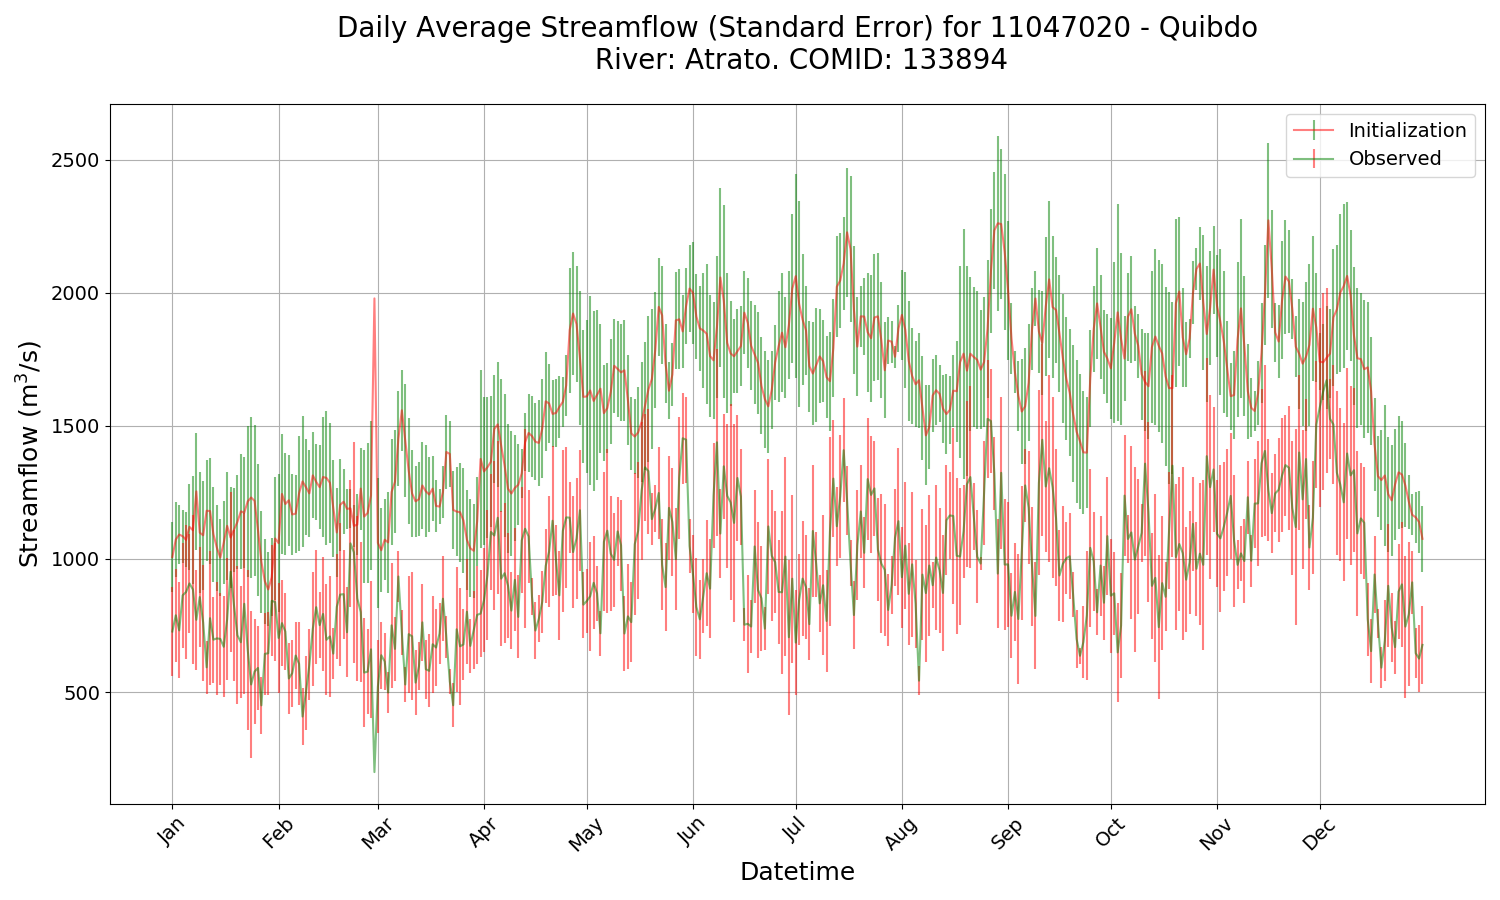 Daily Average Streamflow (Standard Error) for 11047020 - Quibdo
River: Atrato. COMID: 133894
Initialization
Observed
Streamflow (m³/s)
2500
2000
1500
1000
500
Jan
Feb
Mar
Apr
May
Jun
Jul
Aug
Sep
Oct
Nov
Dec
Datetime